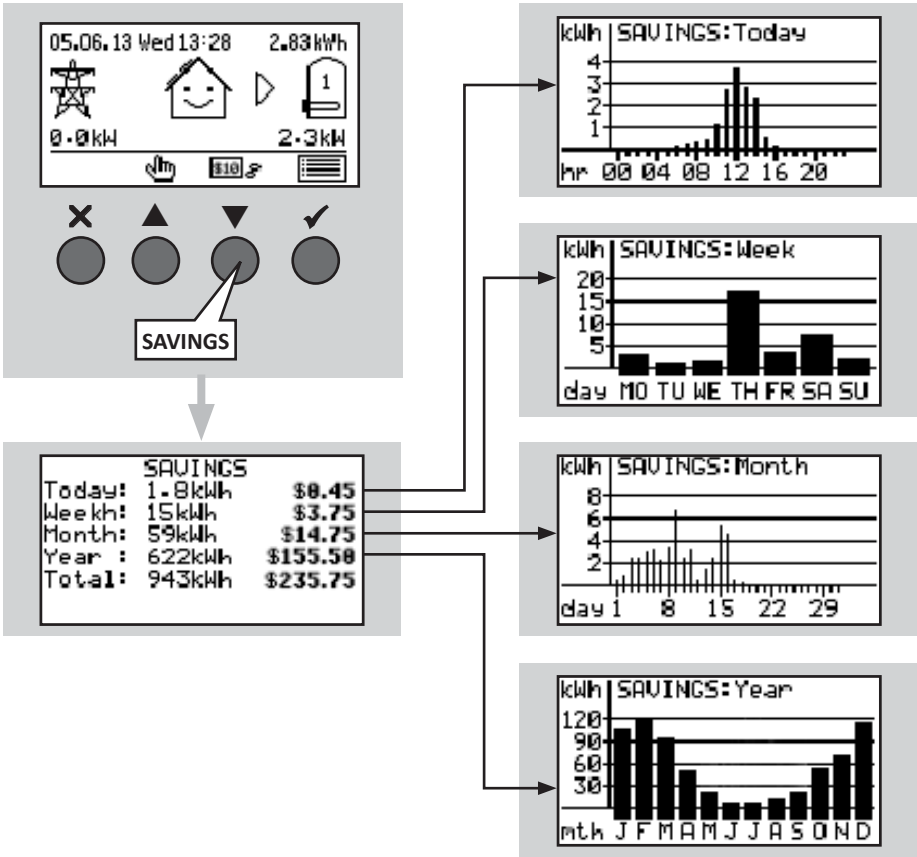 05.06.13 Wed 13:28 2.83kWh
1
0.0kW 2.3kW
$10
SAVINGS
SAVINGS
Today: 1.8kWh $0.45
Weekh: 15kWh $3.75
Month: 59kWh $14.75
Year : 622kWh $155.50
Total: 943kWh $235.75
kWh SAVINGS:Today
4
3
2
1
hr 00 04 08 12 16 20
kWh SAVINGS:Week
20
15
10
5
day MO TU WE TH FR SA SU
kWh SAVINGS:Month
8
6
4
2
day 1 8 15 22 29
kWh SAVINGS:Year
120
90
60
30
mth J F M A M J J A S O N D